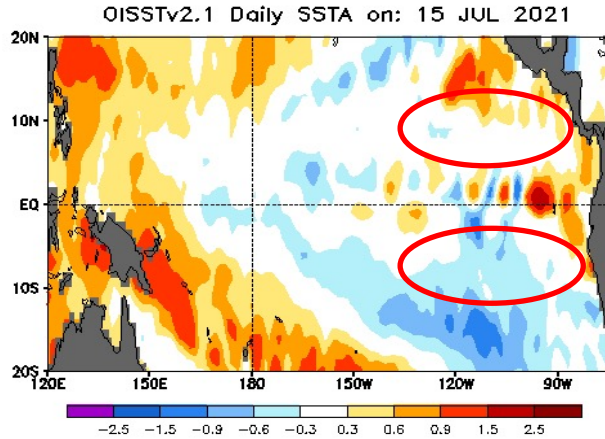 OISSTv2.1 Daily SSTA on: 15 JUL 2021
20N
10N
EQ
10S
20S
120E 150E 180 150W 120W 90W
-2.5 -1.5 -0.9 -0.6 -0.3 0.3 0.6 0.9 1.5 2.5